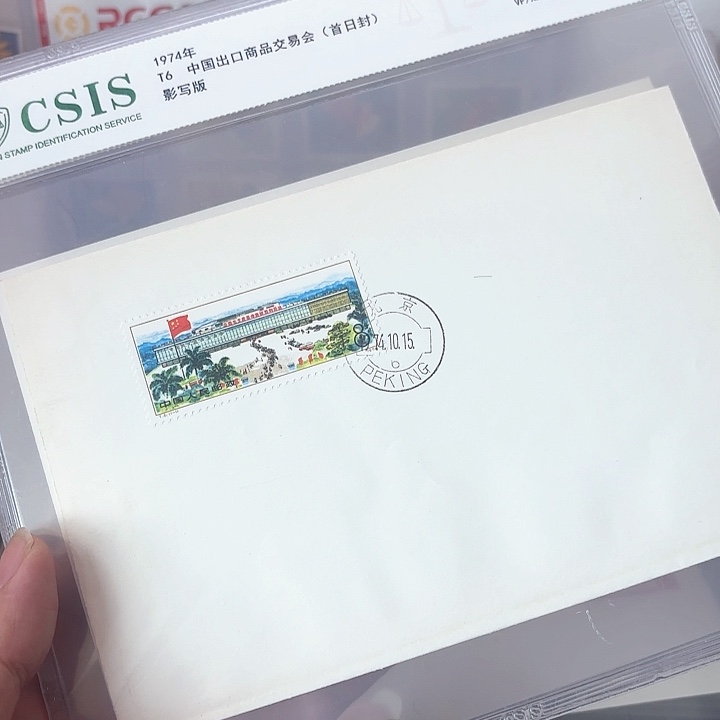 1974年
T6 中国出口商品交易会（首日封）
影写版
CSIS
STAMP IDENTIFICATION SERVICE
8
中国人民邮政
京
74.10.15.
6
PEKING